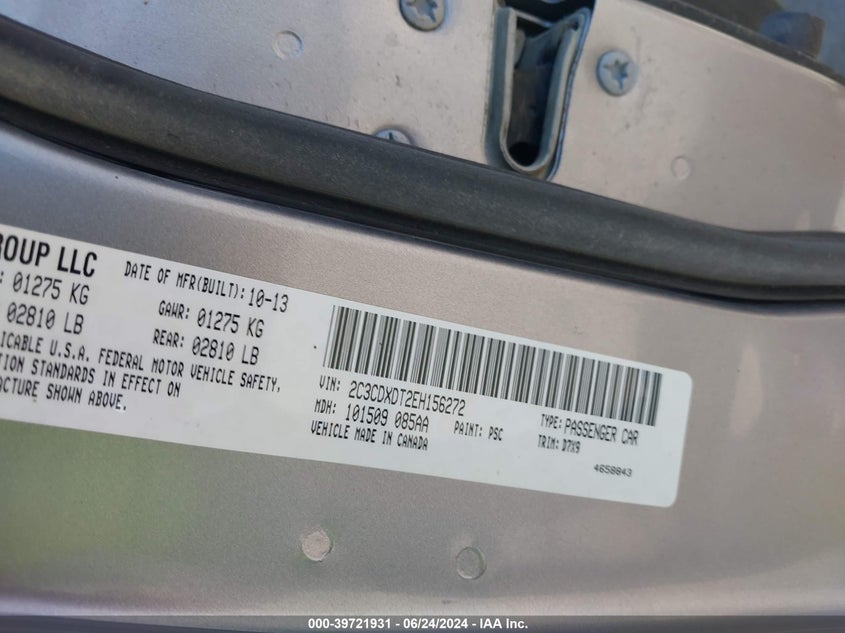 ROUP LLC
DATE OF MFR(BUILT): 10-13
01275 KG
GAWR: 01275 KG
02810 LB
REAR: 02810 LB
ICABLE U.S.A. FEDERAL MOTOR VEHICLE SAFETY,
TION STANDARDS IN EFFECT ON
ACTURE SHOWN ABOVE.
VIN: 2C3CDXDT2EH156272
TYPE: PASSENGER CAR
MDH: 101509 085AA
PAINT: PSC
TRIM: D7X9
VEHICLE MADE IN CANADA
4658843
000-39721931 - 06/24/2024 - IAA Inc.